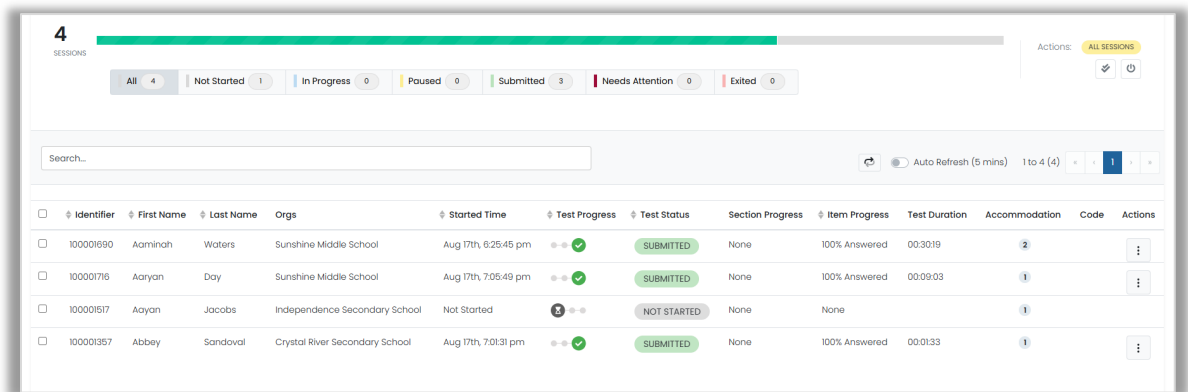 4
SESSIONS
Actions: ALL SESSIONS
All 4 Not Started 1 In Progress 0 Paused 0 Submitted 3 Needs Attention 0 Exited 0
Search... Auto Refresh (5 mins) 1 to 4 (4) « ‹ 1 › »
Identifier First Name Last Name Orgs Started Time Test Progress Test Status Section Progress Item Progress Test Duration Accommodation Code Actions
100001690 Aaminah Waters Sunshine Middle School Aug 17th, 6:25:45 pm SUBMITTED None 100% Answered 00:30:19 2
100001716 Aaryan Day Sunshine Middle School Aug 17th, 7:05:49 pm SUBMITTED None 100% Answered 00:09:03 1
100001517 Aayan Jacobs Independence Secondary School Not Started NOT STARTED None None 1
100001357 Abbey Sandoval Crystal River Secondary School Aug 17th, 7:01:31 pm SUBMITTED None 100% Answered 00:01:33 1